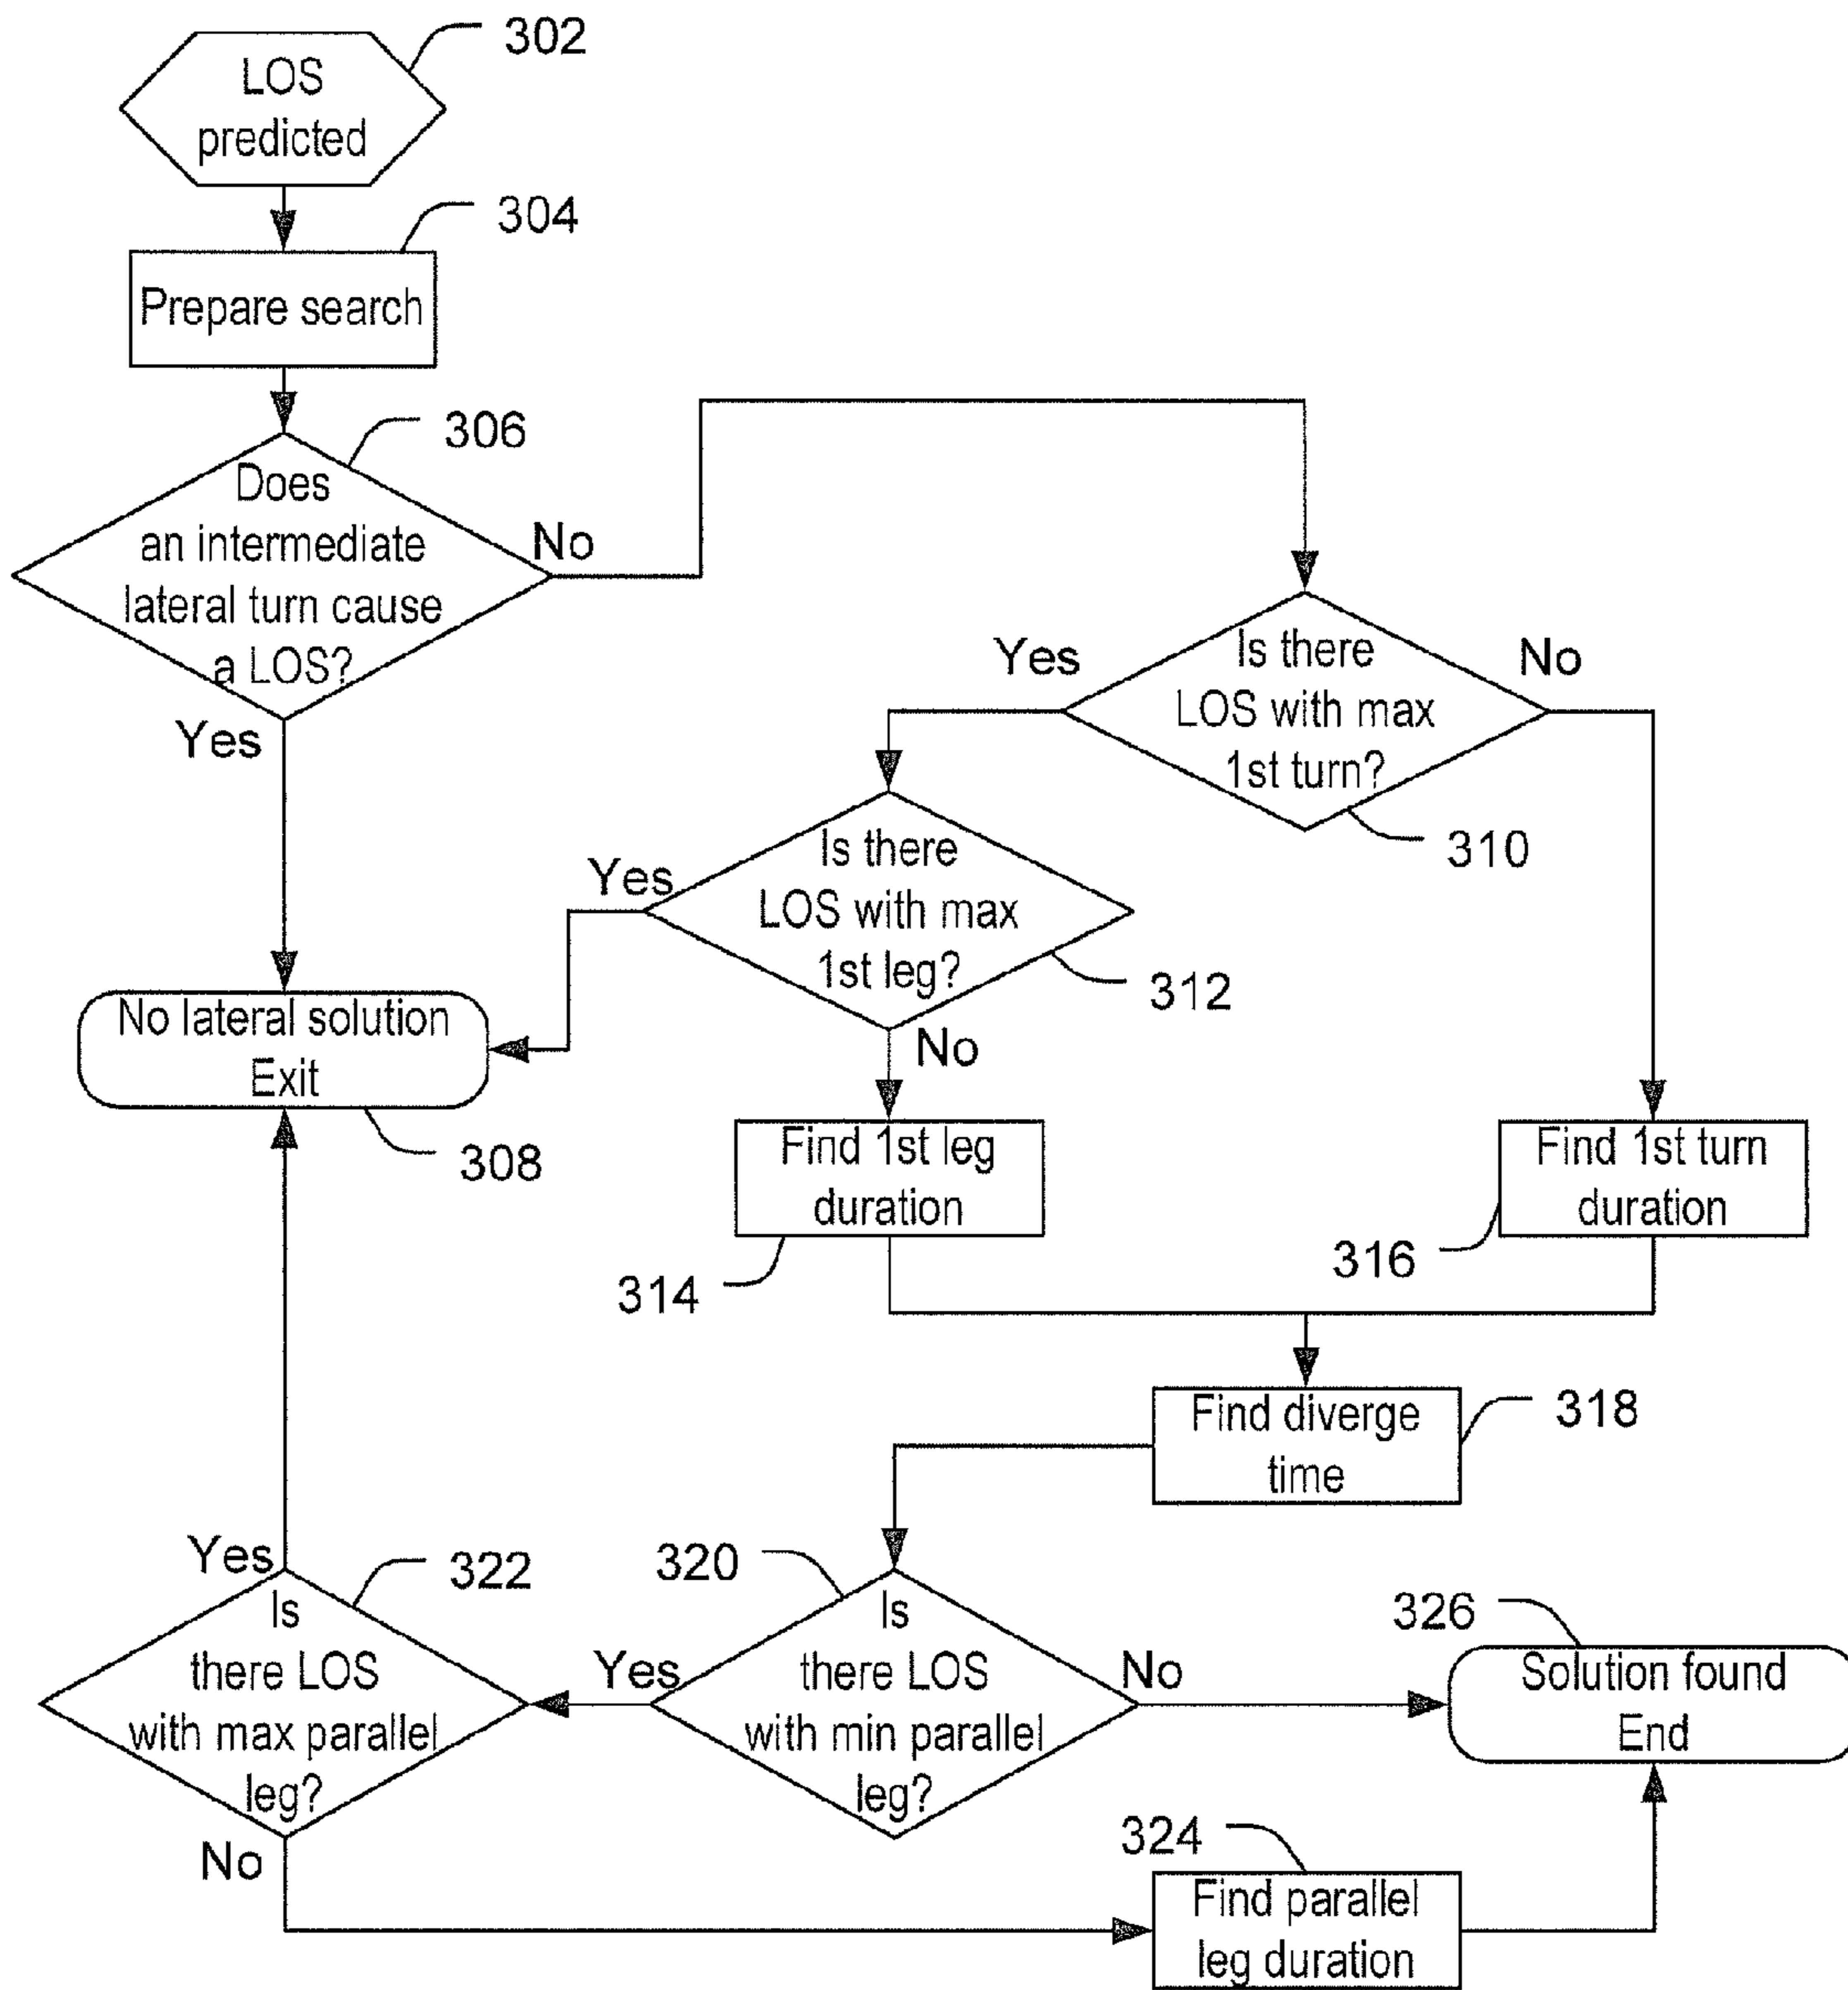 302
LOS
predicted
304
Prepare search
306
Does
an intermediate
lateral turn cause
a LOS?
No
Yes
Is there
LOS with max
1st turn?
Yes
No
310
Is there
LOS with max
1st leg?
Yes
312
No
No lateral solution
Exit
308
Find 1st leg
duration
314
Find 1st turn
duration
316
Find diverge
time
318
320
Is
there LOS
with min parallel
leg?
Yes
No
322
Yes
Is
there LOS
with max parallel
leg?
No
326
Solution found
End
324
Find parallel
leg duration